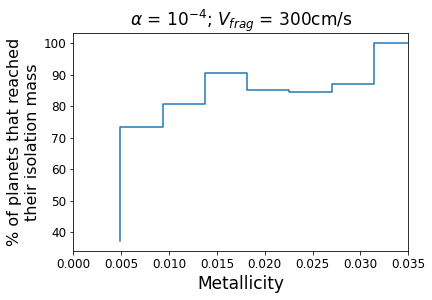 α = 10⁻⁴; V_frag = 300cm/s
% of planets that reached
their isolation mass
100
90
80
70
60
50
40
0.000 0.005 0.010 0.015 0.020 0.025 0.030 0.035
Metallicity